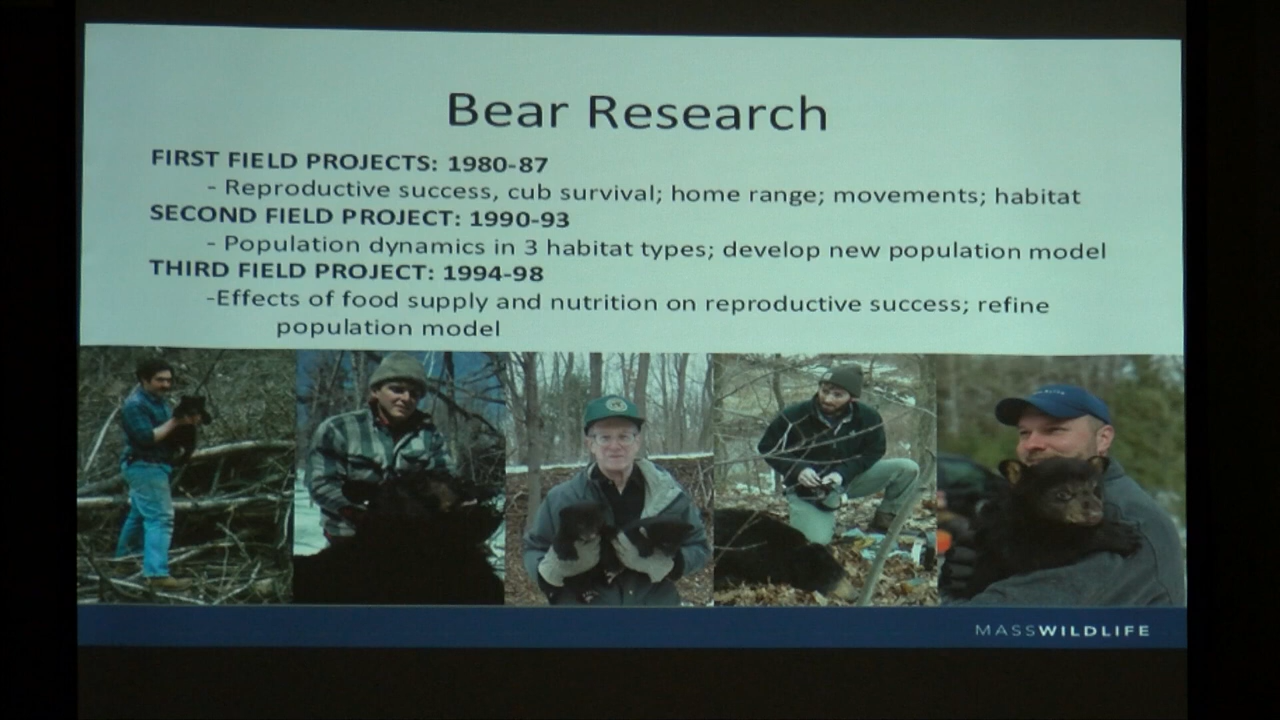 Bear Research
FIRST FIELD PROJECTS: 1980-87
- Reproductive success, cub survival; home range; movements; habitat
SECOND FIELD PROJECT: 1990-93
- Population dynamics in 3 habitat types; develop new population model
THIRD FIELD PROJECT: 1994-98
-Effects of food supply and nutrition on reproductive success; refine
population model
MASSWILDLIFE